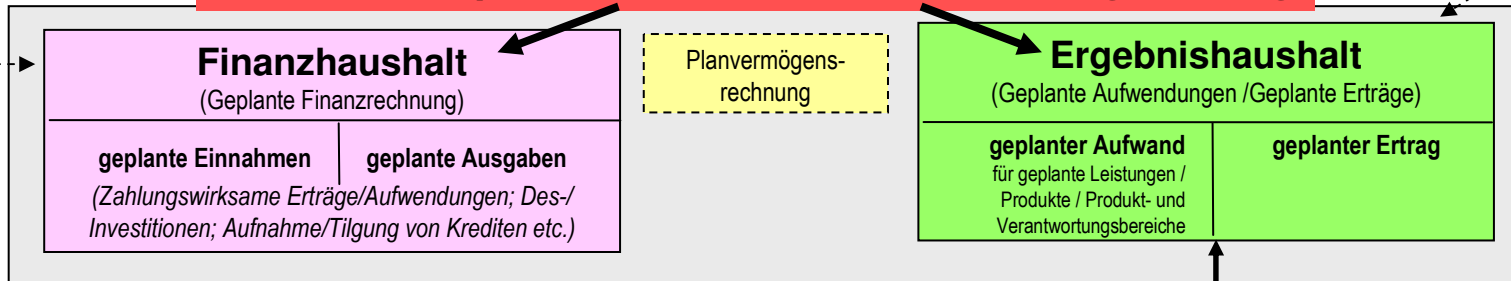 Finanzhaushalt
(Geplante Finanzrechnung)
geplante Einnahmen
geplante Ausgaben
(Zahlungswirksame Erträge/Aufwendungen; Des-/
Investitionen; Aufnahme/Tilgung von Krediten etc.)
Planvermögens-
rechnung
Ergebnishaushalt
(Geplante Aufwendungen /Geplante Erträge)
geplanter Aufwand
für geplante Leistungen /
Produkte / Produkt- und
Verantwortungsbereiche
geplanter Ertrag